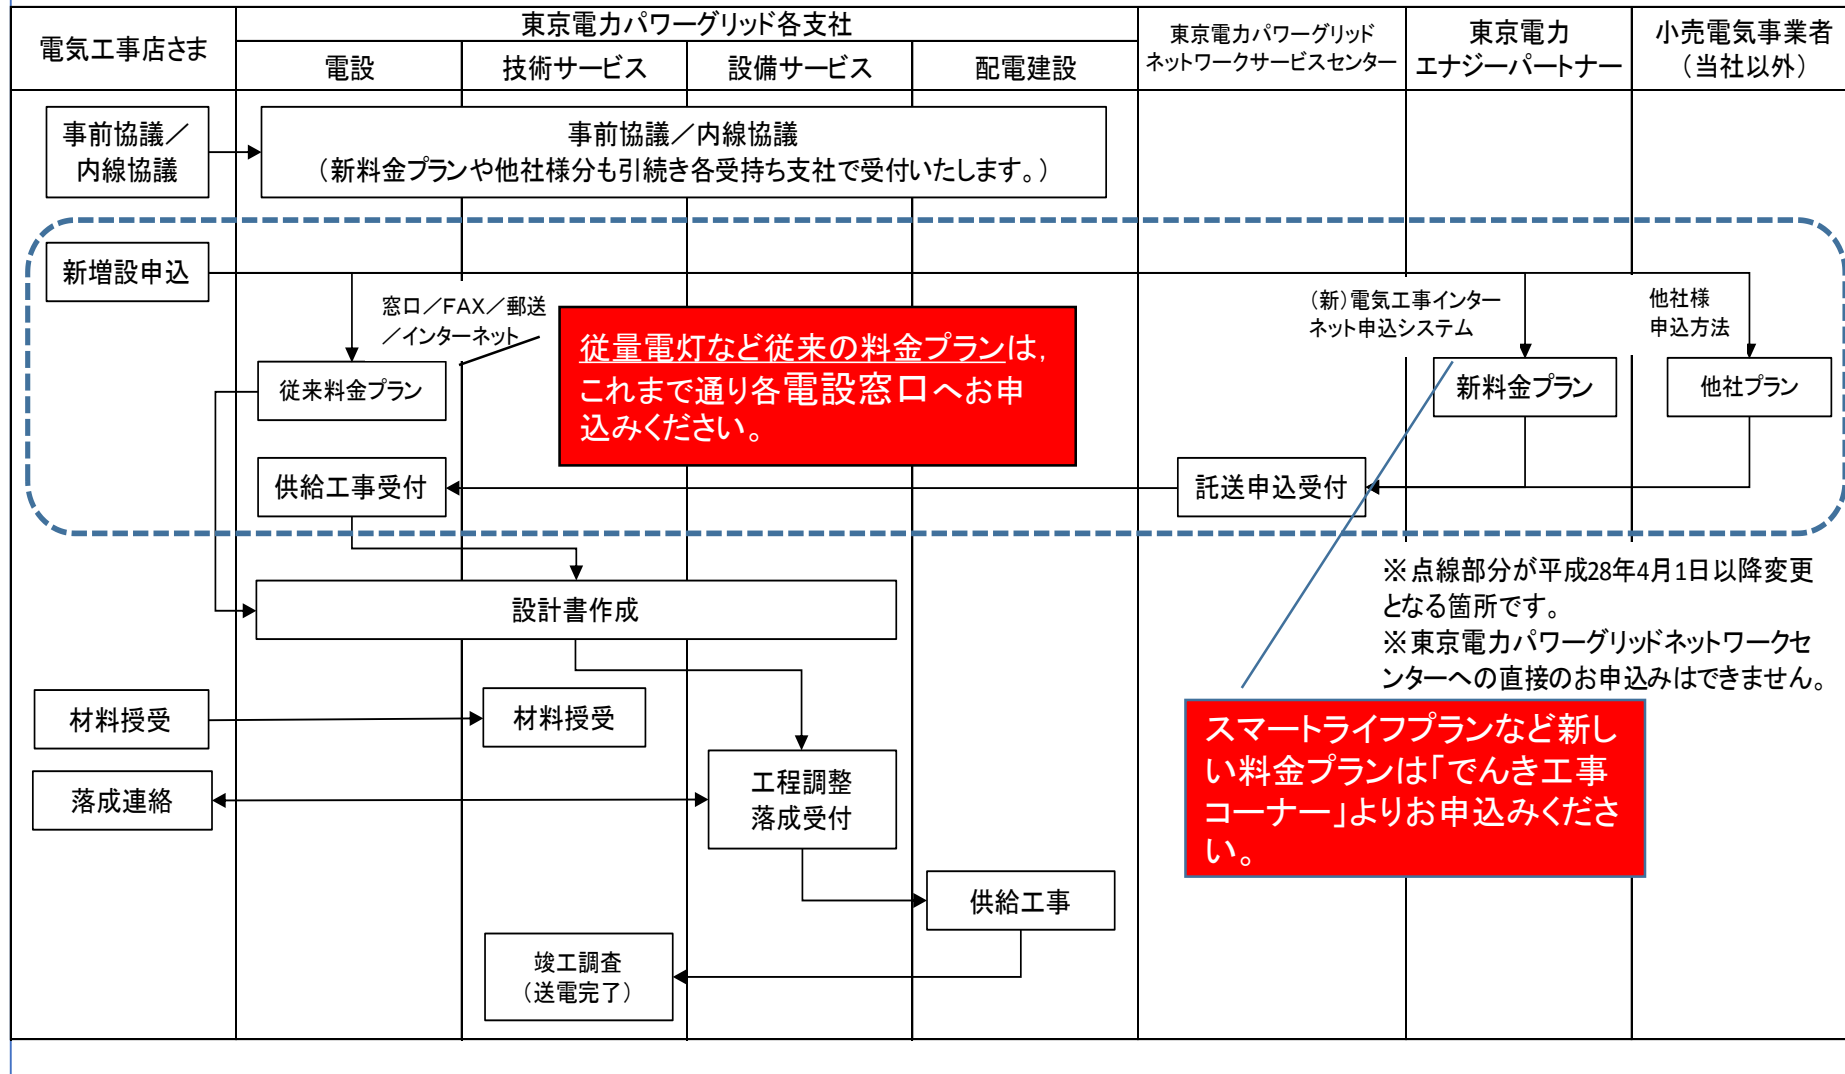 電気工事店さま
東京電力パワーグリッド各支社
電設
技術サービス
設備サービス
配電建設
東京電力パワーグリッド
ネットワークサービスセンター
東京電力
エナジーパートナー
小売電気事業者
（当社以外）
事前協議／
内線協議
事前協議／内線協議
（新料金プランや他社様分も引続き各受持ち支社で受付いたします。）
新増設申込
窓口／FAX／郵送
／インターネット
従量電灯など従来の料金プランは，
これまで通り各電設窓口へお申
込みください。
（新）電気工事インター
ネット申込システム
他社様
申込方法
従来料金プラン
新料金プラン
他社プラン
供給工事受付
託送申込受付
※点線部分が平成28年4月1日以降変更
となる箇所です。
※東京電力パワーグリッドネットワークセ
ンターへの直接のお申込みはできません。
設計書作成
材料授受
材料授受
スマートライフプランなど新し
い料金プランは「でんき工事
コーナー」よりお申込みくださ
い。
落成連絡
工程調整
落成受付
供給工事
竣工調査
（送電完了）